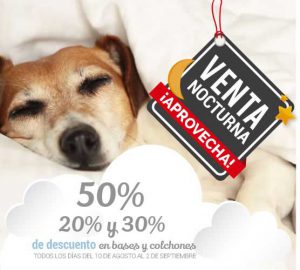 VENTA
NOCTURNA
¡APROVECHA!
50%
20% y 30%
de descuento en bases y colchones
TODOS LOS DÍAS DEL 10 DE AGOSTO AL 2 DE SEPTIEMBRE